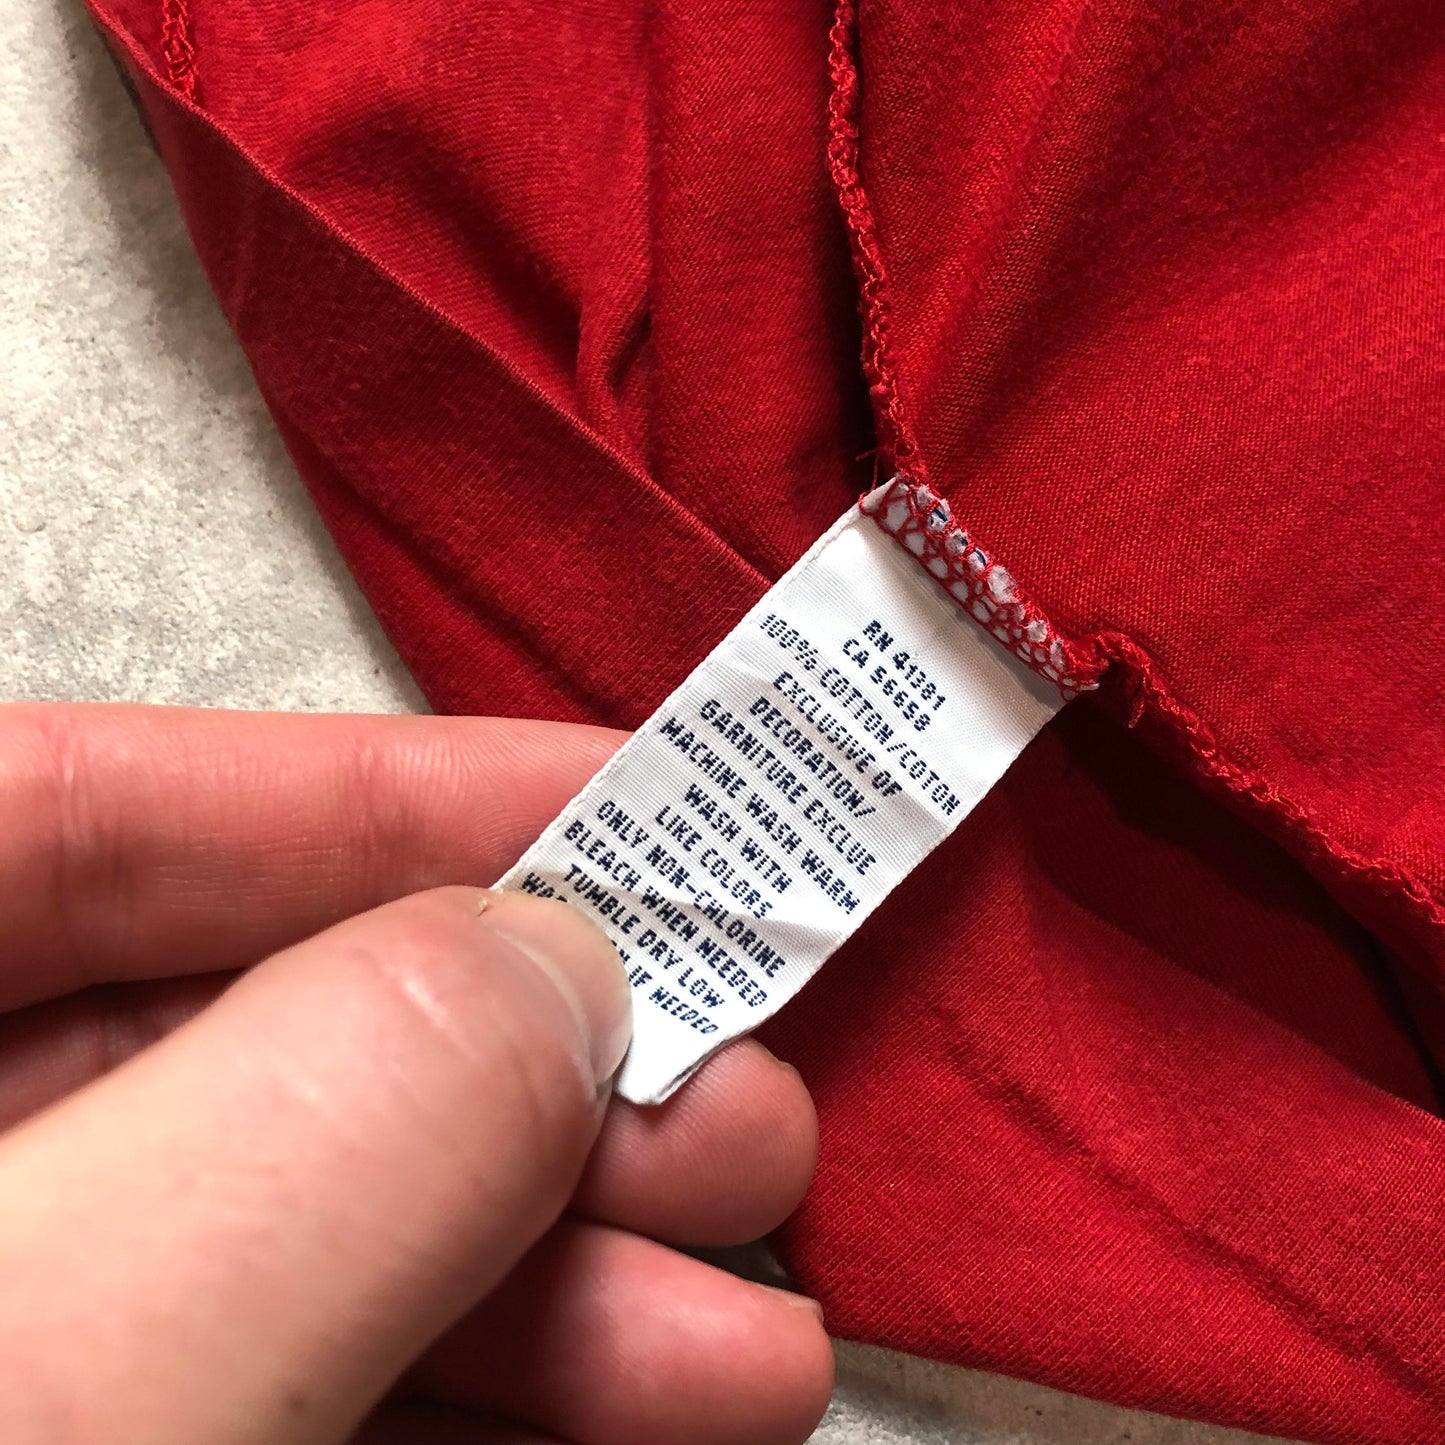 RN 41381
CA 56658
100% COTTON/COTON
EXCLUSIVE OF
DECORATION/
GARNITURE EXCLUE
MACHINE WASH WARM
WASH WITH
LIKE COLORS
ONLY NON-CHLORINE
BLEACH WHEN NEEDED
TUMBLE DRY LOW
IF NEEDED